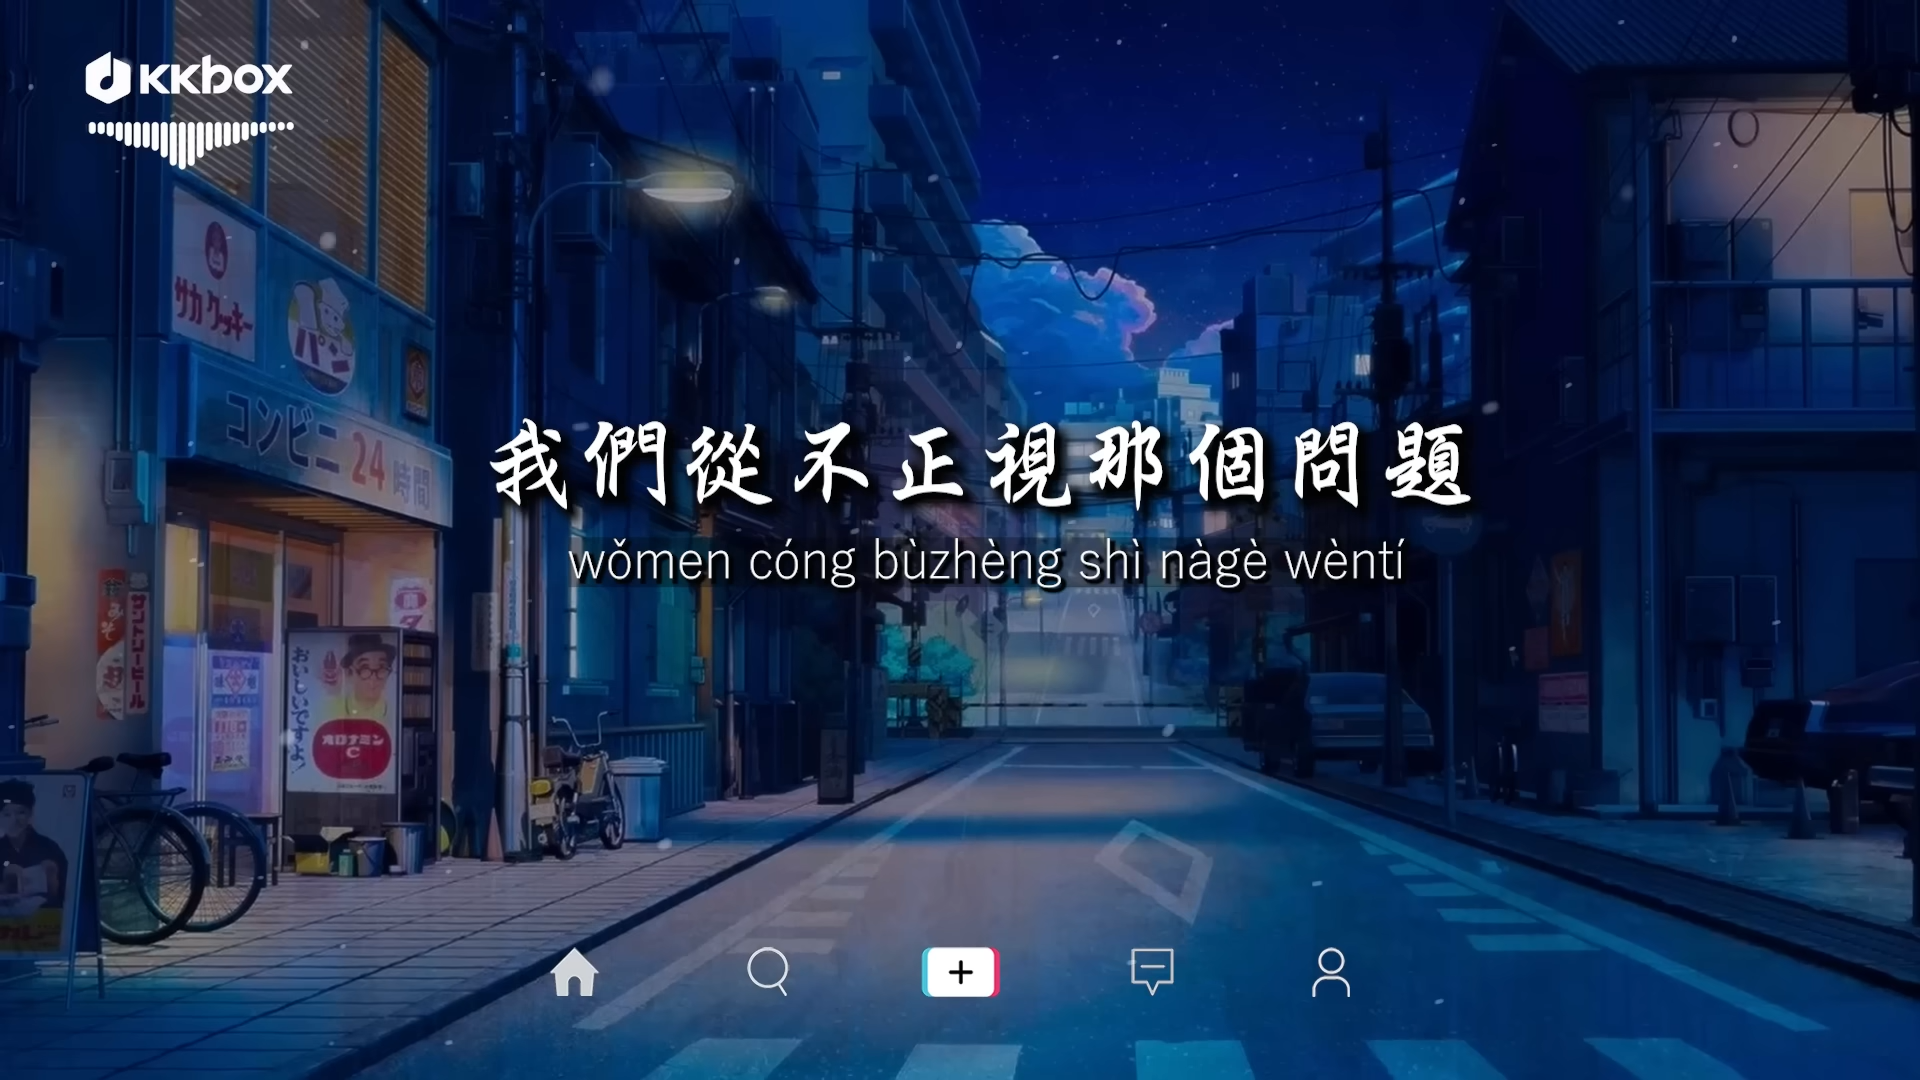 KKBOX
サカクッキー
パン
コンビニ 24 時間
我們從不正視那個問題
wǒmen cóng bùzhèng shì nàgè wèntí
サントリービール
おいしいですよ!
オロナミン
C